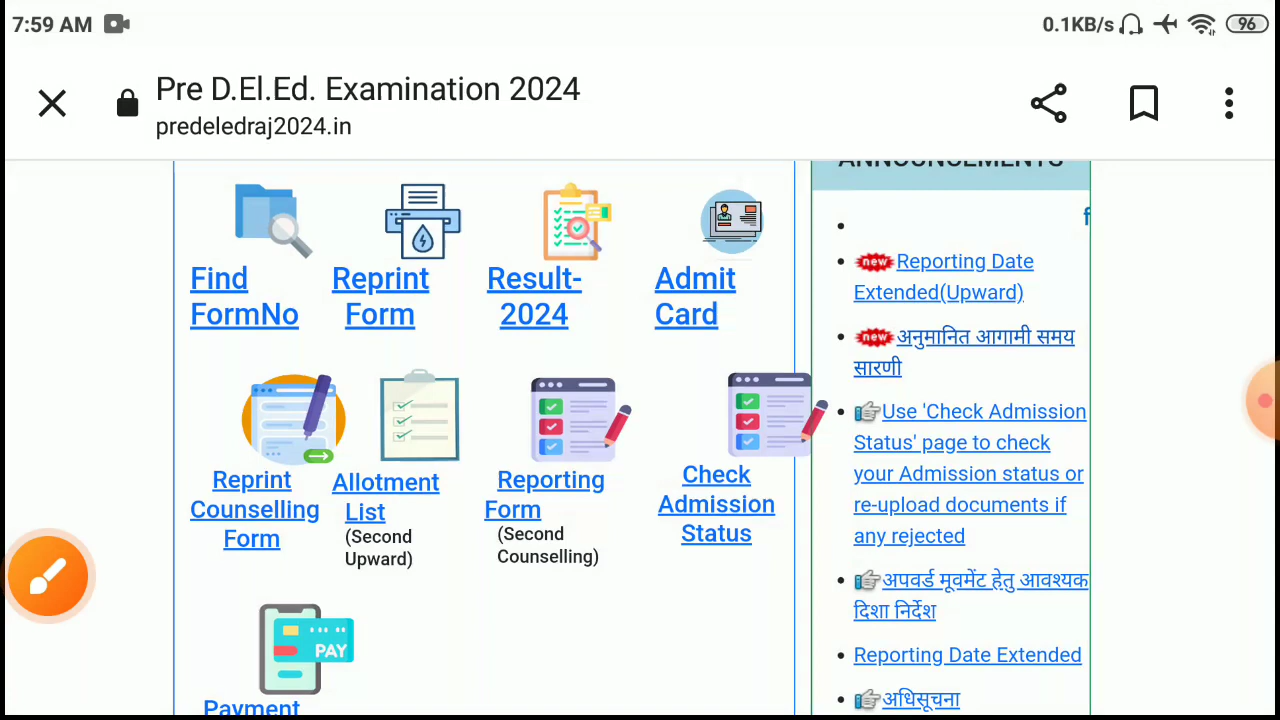 7:59 AM
0.1KB/s
96
Pre D.El.Ed. Examination 2024
predeledraj2024.in
ANNOUNCEMENTS
Find
FormNo
Reprint
Form
Result-
2024
Admit
Card
Reprint
Counselling
Form
Allotment
List
(Second
Upward)
Reporting
Form
(Second
Counselling)
Check
Admission
Status
PAY
Payment
f
new Reporting Date
Extended(Upward)
new अनुमानित आगामी समय
सारणी
Use 'Check Admission
Status' page to check
your Admission status or
re-upload documents if
any rejected
अपवर्ड मूवमेंट हेतु आवश्यक
दिशा निर्देश
Reporting Date Extended
अधिसूचना